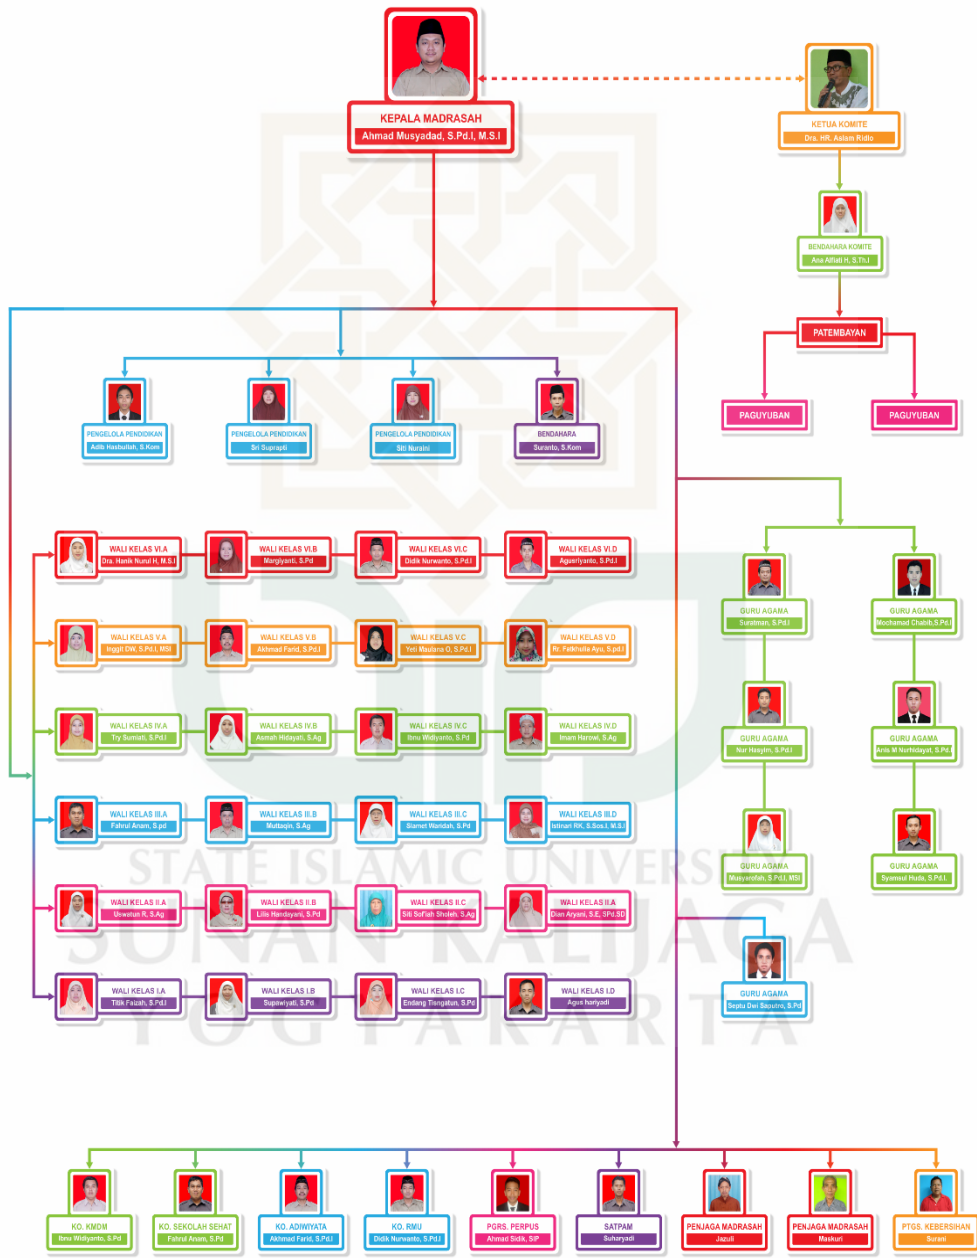 KEPALA MADRASAH
Ahmad Musyadad, S.Pd.I, M.S.I
KETUA KOMITE
Dra. HR. Aslam Ridlo
BENDAHARA KOMITE
Ana Alfiati H, S.Th.I
PATEMBAYAN
PAGUYUBAN
PAGUYUBAN
PENGELOLA PENDIDIKAN
Adib Hasbullah, S.Kom
PENGELOLA PENDIDIKAN
Sri Suprapti
PENGELOLA PENDIDIKAN
Siti Nuraini
BENDAHARA
Suranto, S.Kom
WALI KELAS VI.A
Dra. Hanik Nurul H, M.S.I
WALI KELAS VI.B
Margiyanti, S.Pd
WALI KELAS VI.C
Didik Nurwanto, S.Pd.I
WALI KELAS VI.D
Agusriyanto, S.Pd.I
WALI KELAS V.A
Inggit DW, S.Pd.I, MSI
WALI KELAS V.B
Akhmad Farid, S.Pd.I
WALI KELAS V.C
Yeti Maulana O, S.Pd.I
WALI KELAS V.D
Rr. Fatkhulia Ayu, S.pd.I
WALI KELAS IV.A
Try Sumiati, S.Pd.I
WALI KELAS IV.B
Asmah Hidayati, S.Ag
WALI KELAS IV.C
Ibnu Widiyanto, S.Pd
WALI KELAS IV.D
Imam Harowi, S.Ag
WALI KELAS III.A
Fahrul Anam, S.pd
WALI KELAS III.B
Muttaqin, S.Ag
WALI KELAS III.C
Slamet Waridah, S.Pd
WALI KELAS III.D
Istinari RK, S.Sos.I, M.S.I
WALI KELAS II.A
Uswatun R, S.Ag
WALI KELAS II.B
Lilis Handayani, S.Pd
WALI KELAS II.C
Siti Sofiah Sholeh, S.Ag
WALI KELAS II.A
Dian Aryani, S.E, SPd.SD
WALI KELAS I.A
Titik Faizah, S.Pd.I
WALI KELAS I.B
Supawiyati, S.Pd
WALI KELAS I.C
Endang Tisngatun, S.Pd
WALI KELAS I.D
Agus hariyadi
GURU AGAMA
Suratman, S.Pd.I
GURU AGAMA
Mochamad Chabib,S.Pd.I
GURU AGAMA
Nur Hasyim, S.Pd.I
GURU AGAMA
Anis M Nurhidayat, S.Pd.I
GURU AGAMA
Musyarofah, S.Pd.I, MSI
GURU AGAMA
Syamsul Huda, S.Pd.I.
GURU AGAMA
Septu Dwi Saputro, S.Pd
STATE ISLAMIC UNIVERSITY
SUNAN KALIJAGA
YOGYAKARTA
KO. KMDM
Ibnu Widiyanto, S.Pd
KO. SEKOLAH SEHAT
Fahrul Anam, S.Pd
KO. ADIWIYATA
Akhmad Farid, S.Pd.I
KO. RMU
Didik Nurwanto, S.Pd.I
PGRS. PERPUS
Ahmad Sidik, SIP
SATPAM
Suharyadi
PENJAGA MADRASAH
Jazuli
PENJAGA MADRASAH
Maskuri
PTGS. KEBERSIHAN
Surani